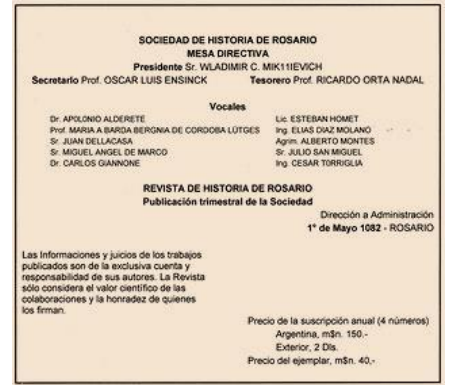 SOCIEDAD DE HISTORIA DE ROSARIO
MESA DIRECTIVA
Presidente Sr. WLADIMIR C. MIK11IEVICH
Secretario Prof. OSCAR LUIS ENSINCK Tesorero Prof. RICARDO ORTA NADAL
Vocales
Dr. APOLONIO ALDERETE
Prof. MARIA A BARDA BERGNIA DE CORDOBA LÜTGES
Sr. JUAN DELLACASA
Sr. MIGUEL ANGEL DE MARCO
Dr. CARLOS GIANNONE
Lic. ESTEBAN HOMET
Ing. ELIAS DIAZ MOLANO
Agrim. ALBERTO MONTES
Sr. JULIO SAN MIGUEL
Ing. CESAR TORRIGLIA
REVISTA DE HISTORIA DE ROSARIO
Publicación trimestral de la Sociedad
Dirección a Administración
1º de Mayo 1082 - ROSARIO
Las Informaciones y juicios de los trabajos
publicados son de la exclusiva cuenta y
responsabilidad de sus autores. La Revista
sólo considera el valor científico de las
colaboraciones y la honradez de quienes
los firman.
Precio de la suscripción anual (4 números)
Argentina, m$n. 150.-
Exterior, 2 Dls.
Precio del ejemplar, m$n. 40,-